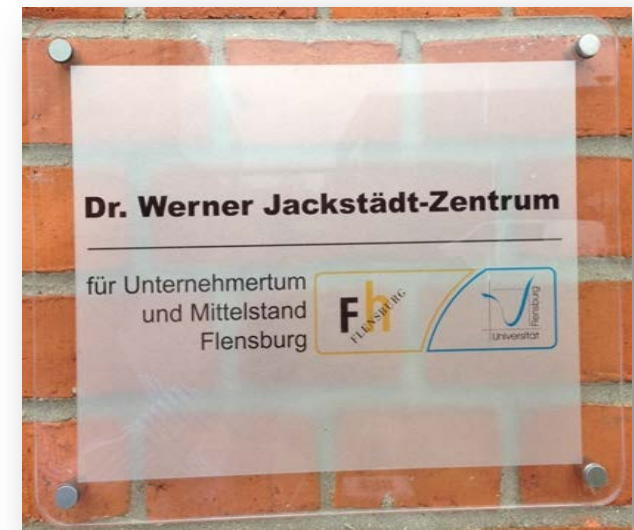 Dr. Werner Jackstädt-Zentrum
für Unternehmertum
und Mittelstand
Flensburg
Fh
FLENSBURG
Universität
Flensburg